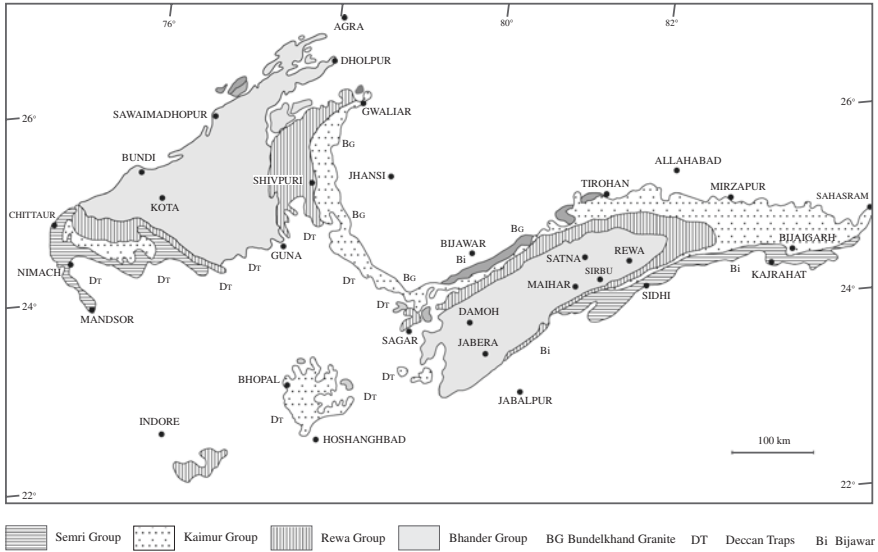 76° 80° 82°
AGRA
DHOLPUR
GWALIAR
SAWAIMADHOPUR
26° 26°
BG
BUNDI
ALLAHABAD
SHIVPURI
JHANSI
TIROHAN
MIRZAPUR
SAHASRAM
KOTA
CHITTAUR
BG
BG
DT
BIJAWAR
BIJAIGARH
GUNA
SATNA
REWA
NIMACH
DT
DT
DT
DT
BG
Bi
SIRBU
Bi
KAJRAHAT
MAIHAR
SIDHI
24° 24°
MANDSOR
DT
DT
DAMOH
SAGAR
JABERA
Bi
BHOPAL
DT
DT
JABALPUR
DT
INDORE
HOSHANGHBAD
100 km
22° 22°
Semri Group Kaimur Group Rewa Group Bhander Group BG Bundelkhand Granite DT Deccan Traps Bi Bijawar